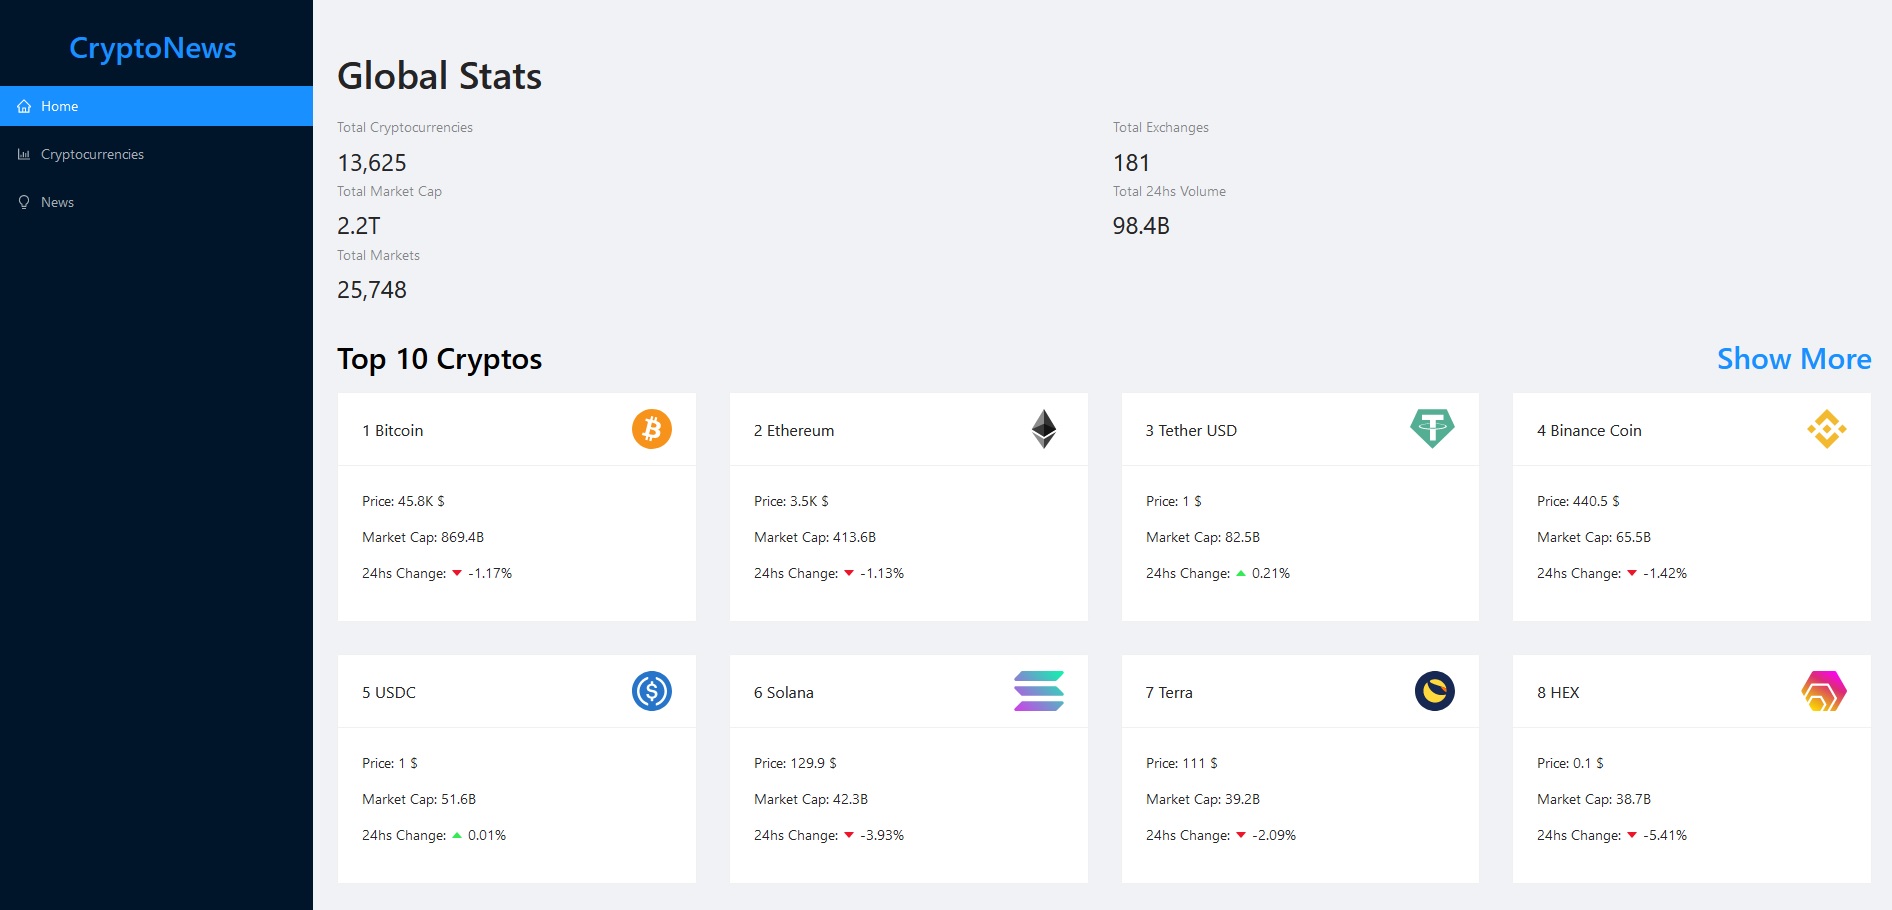 CryptoNews
Home
Cryptocurrencies
News
Global Stats
Total Cryptocurrencies
13,625
Total Exchanges
181
Total Market Cap
2.2T
Total 24hs Volume
98.4B
Total Markets
25,748
Top 10 Cryptos
Show More
1 Bitcoin
Price: 45.8K $
Market Cap: 869.4B
24hs Change: -1.17%
2 Ethereum
Price: 3.5K $
Market Cap: 413.6B
24hs Change: -1.13%
3 Tether USD
Price: 1 $
Market Cap: 82.5B
24hs Change: 0.21%
4 Binance Coin
Price: 440.5 $
Market Cap: 65.5B
24hs Change: -1.42%
5 USDC
Price: 1 $
Market Cap: 51.6B
24hs Change: 0.01%
6 Solana
Price: 129.9 $
Market Cap: 42.3B
24hs Change: -3.93%
7 Terra
Price: 111 $
Market Cap: 39.2B
24hs Change: -2.09%
8 HEX
Price: 0.1 $
Market Cap: 38.7B
24hs Change: -5.41%